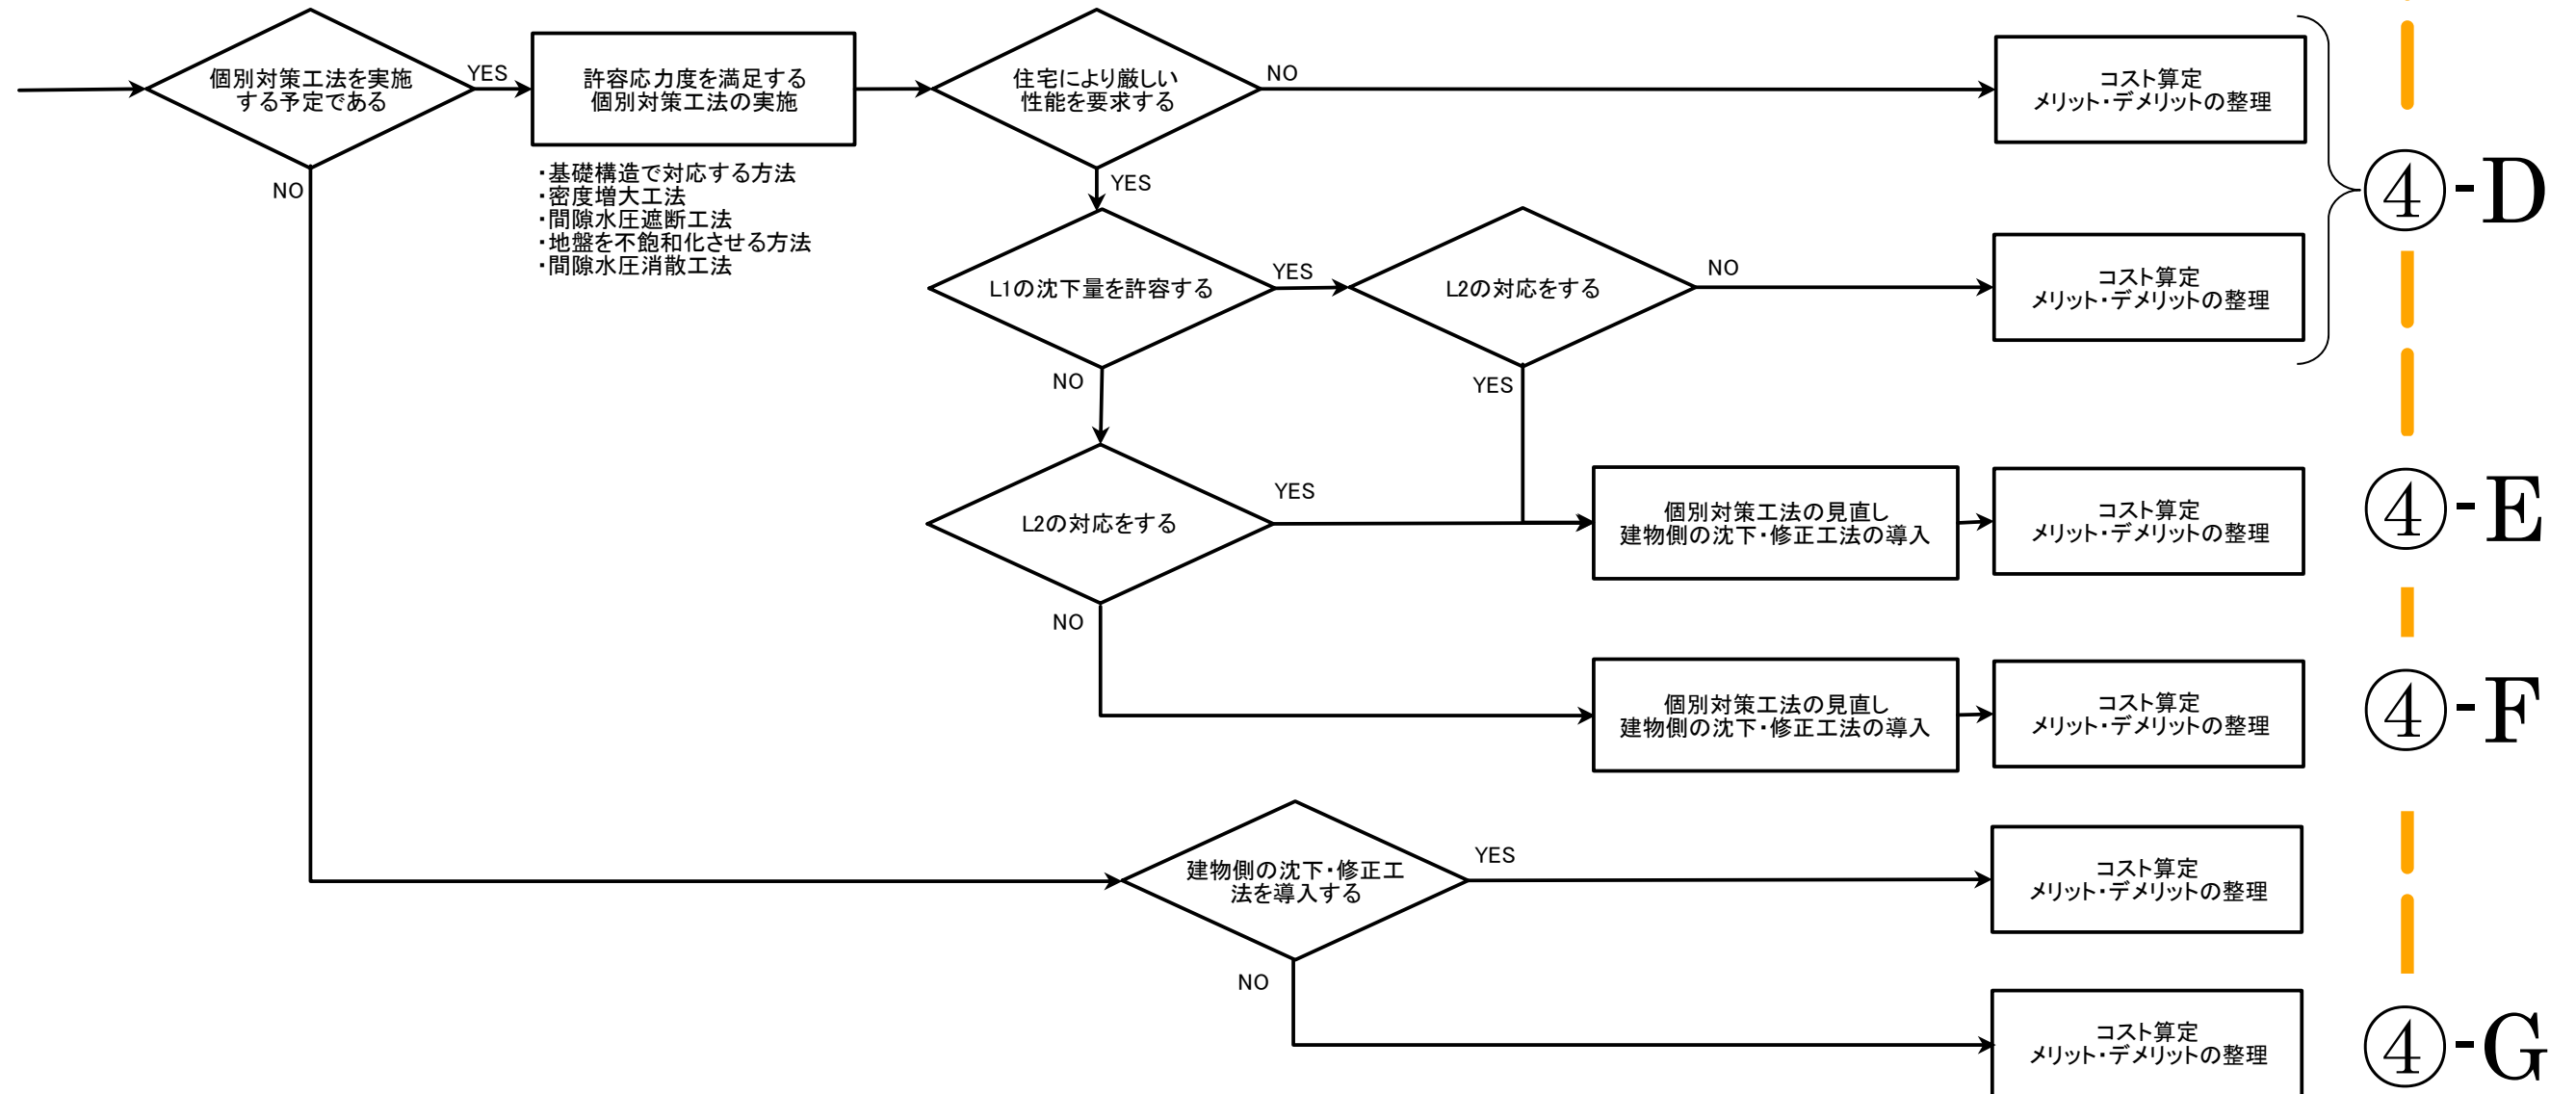 個別対策工法を実施
する予定である
YES
許容応力度を満足する
個別対策工法の実施
・基礎構造で対応する方法
・密度増大工法
・間隙水圧遮断工法
・地盤を不飽和化させる方法
・間隙水圧消散工法
住宅により厳しい
性能を要求する
NO
コスト算定
メリット・デメリットの整理
④-D
NO
YES
L1の沈下量を許容する
YES
L2の対応をする
NO
コスト算定
メリット・デメリットの整理
NO
YES
L2の対応をする
YES
個別対策工法の見直し
建物側の沈下・修正工法の導入
コスト算定
メリット・デメリットの整理
④-E
NO
個別対策工法の見直し
建物側の沈下・修正工法の導入
コスト算定
メリット・デメリットの整理
④-F
建物側の沈下・修正工
法を導入する
YES
コスト算定
メリット・デメリットの整理
NO
コスト算定
メリット・デメリットの整理
④-G